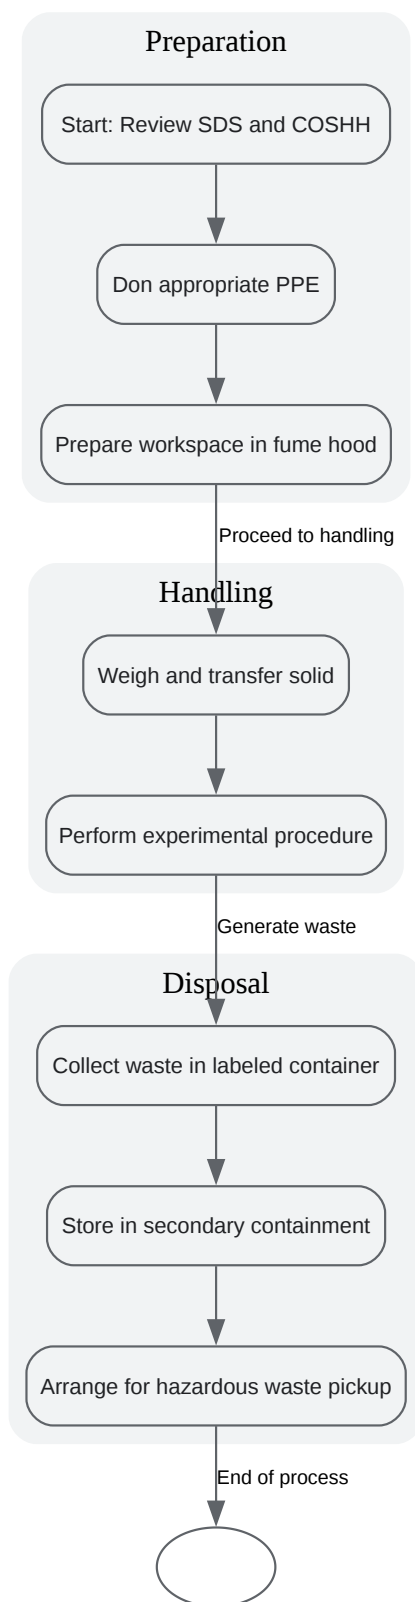 Preparation
Start: Review SDS and COSHH
Don appropriate PPE
Prepare workspace in fume hood
Proceed to handling
Handling
Weigh and transfer solid
Perform experimental procedure
Generate waste
Disposal
Collect waste in labeled container
Store in secondary containment
Arrange for hazardous waste pickup
End of process